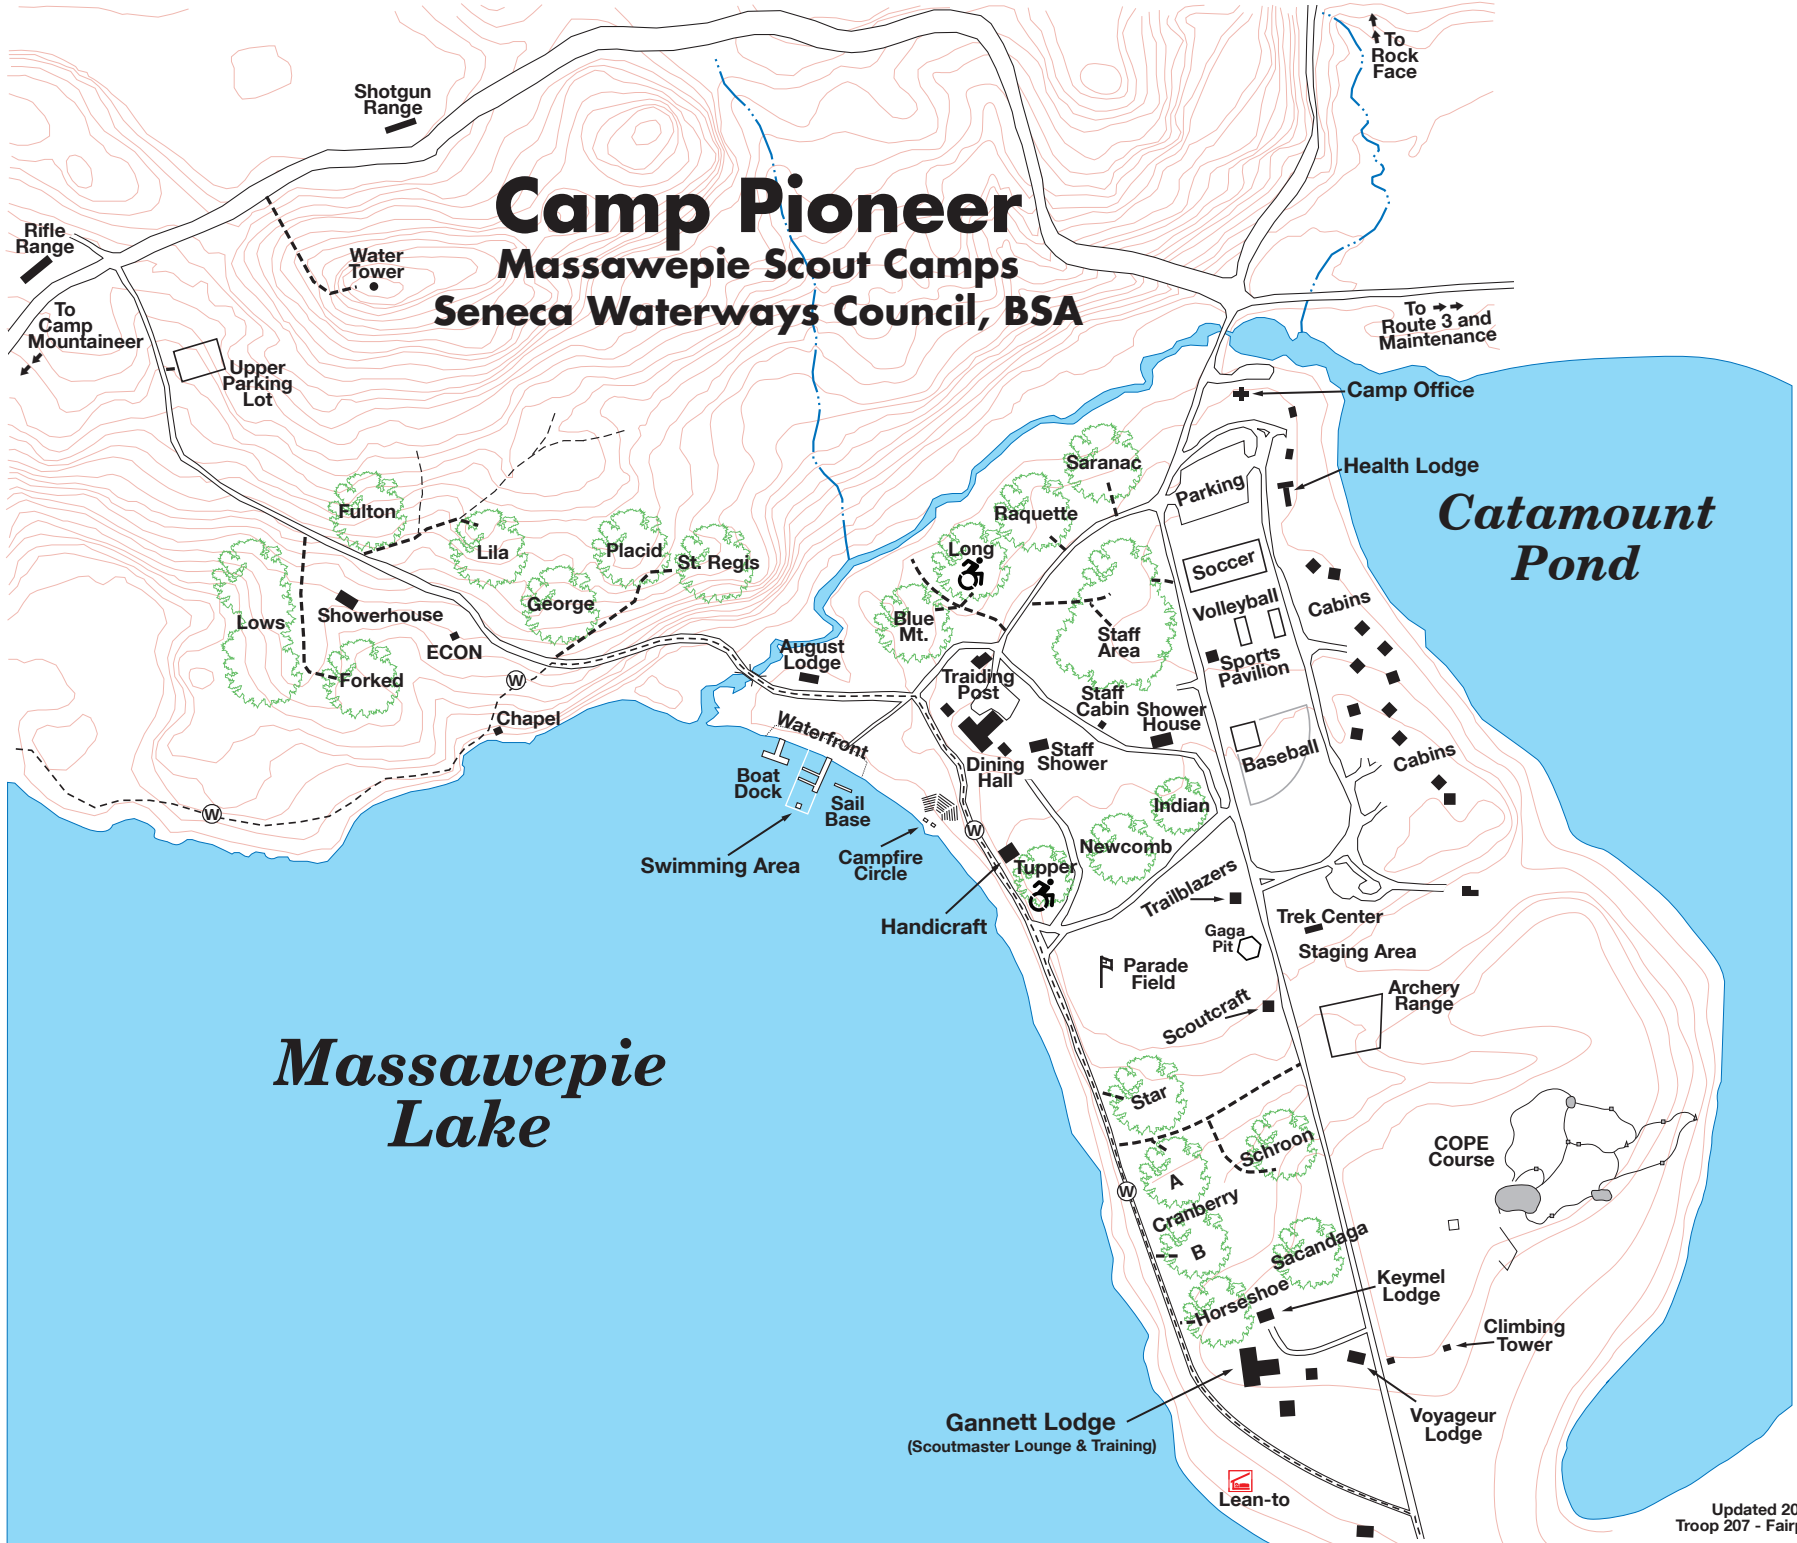 To
Rock
Face
Shotgun
Range
Camp Pioneer
Massawepie Scout Camps
Seneca Waterways Council, BSA
Rifle
Range
Water
Tower
To
Camp
Mountaineer
To
Route 3 and
Maintenance
Upper
Parking
Lot
Camp Office
Saranac
Health Lodge
Parking
Catamount
Pond
Fulton
Raquette
Lila
Placid
St. Regis
Long
Soccer
George
Volleyball
Cabins
Showerhouse
Lows
Blue
Mt.
Staff
Area
ECON
August
Lodge
Sports
Pavilion
Forked
W
Traiding
Post
Staff
Cabin
Shower
House
Chapel
Waterfront
Baseball
Cabins
Staff
Shower
Dining
Hall
Boat
Dock
Sail
Base
Indian
W
W
Newcomb
Swimming Area
Campfire
Circle
Tupper
Trailblazers
Handicraft
Trek Center
Gaga
Pit
Staging Area
Parade
Field
Archery
Range
Scoutcraft
Massawepie
Lake
Star
COPE
Course
Schroon
A
W
Cranberry
B
Sacandaga
Keymel
Lodge
Horseshoe
Climbing
Tower
Gannett Lodge
(Scoutmaster Lounge & Training)
Voyageur
Lodge
Lean-to
Updated 20
Troop 207 - Fairp